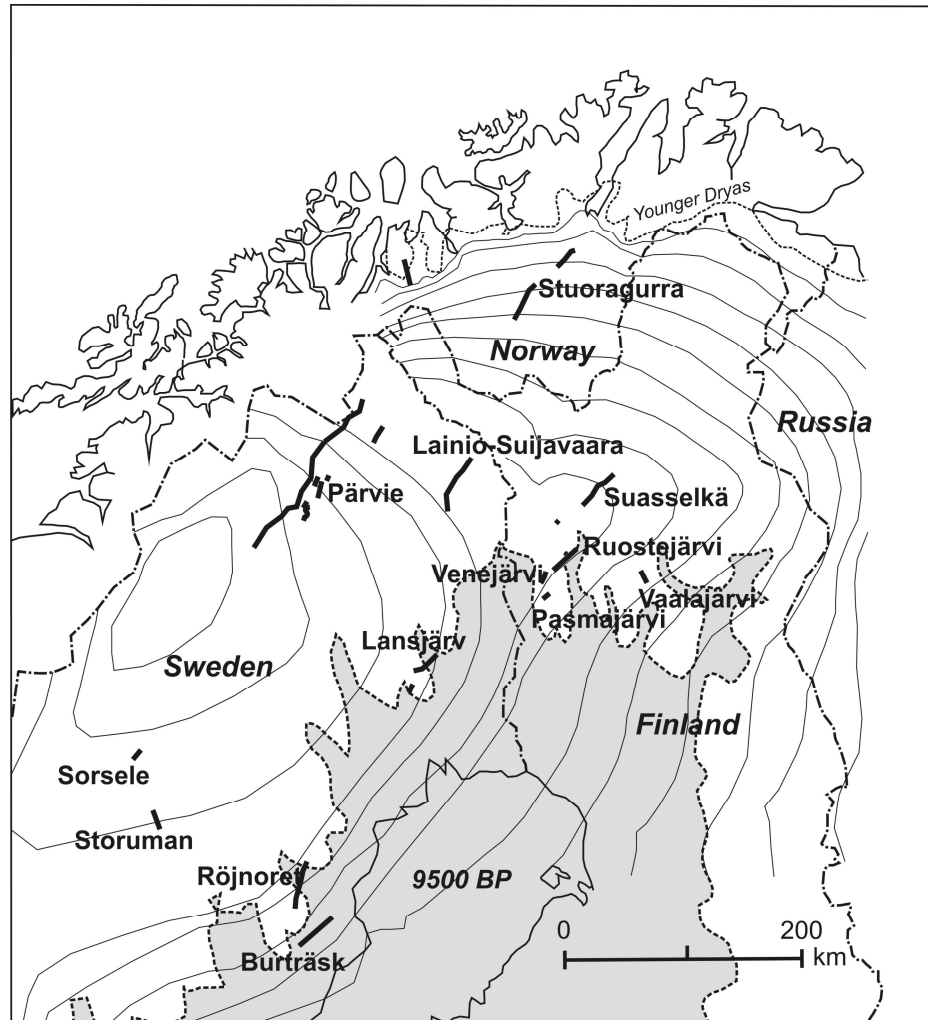 Younger Dryas
Stuoragurra
Norway
Russia
Lainio-Suijavaara
Pärvie
Suasselkä
Ruostejärvi
Venejärvi
Vaalajärvi
Pasmajärvi
Lansjärv
Sweden
Finland
Sorsele
Storuman
Röjnoret
9500 BP
0 200
km
Burträsk